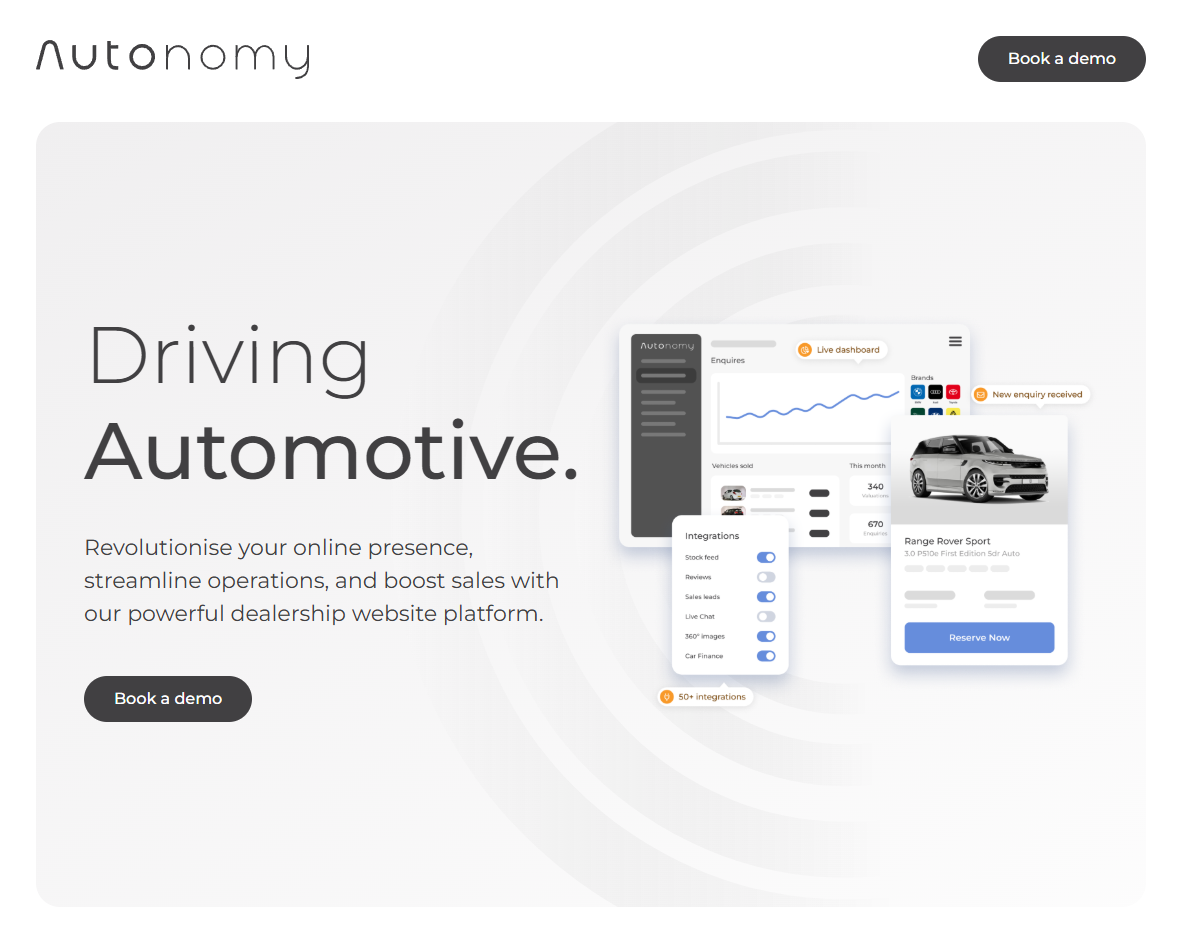 Autonomy
Book a demo
Driving
Automotive.
Revolutionise your online presence,
streamline operations, and boost sales with
our powerful dealership website platform.
Book a demo
Autonomy
Live dashboard
Enquires
Brands
New enquiry received
Vehicles sold
This month
340
Valuations
670
Enquiries
Integrations
Stock feed
Reviews
Sales leads
Live Chat
360° Images
Car Finance
50+ integrations
Range Rover Sport
3.0 P510e First Edition 5dr Auto
Reserve Now